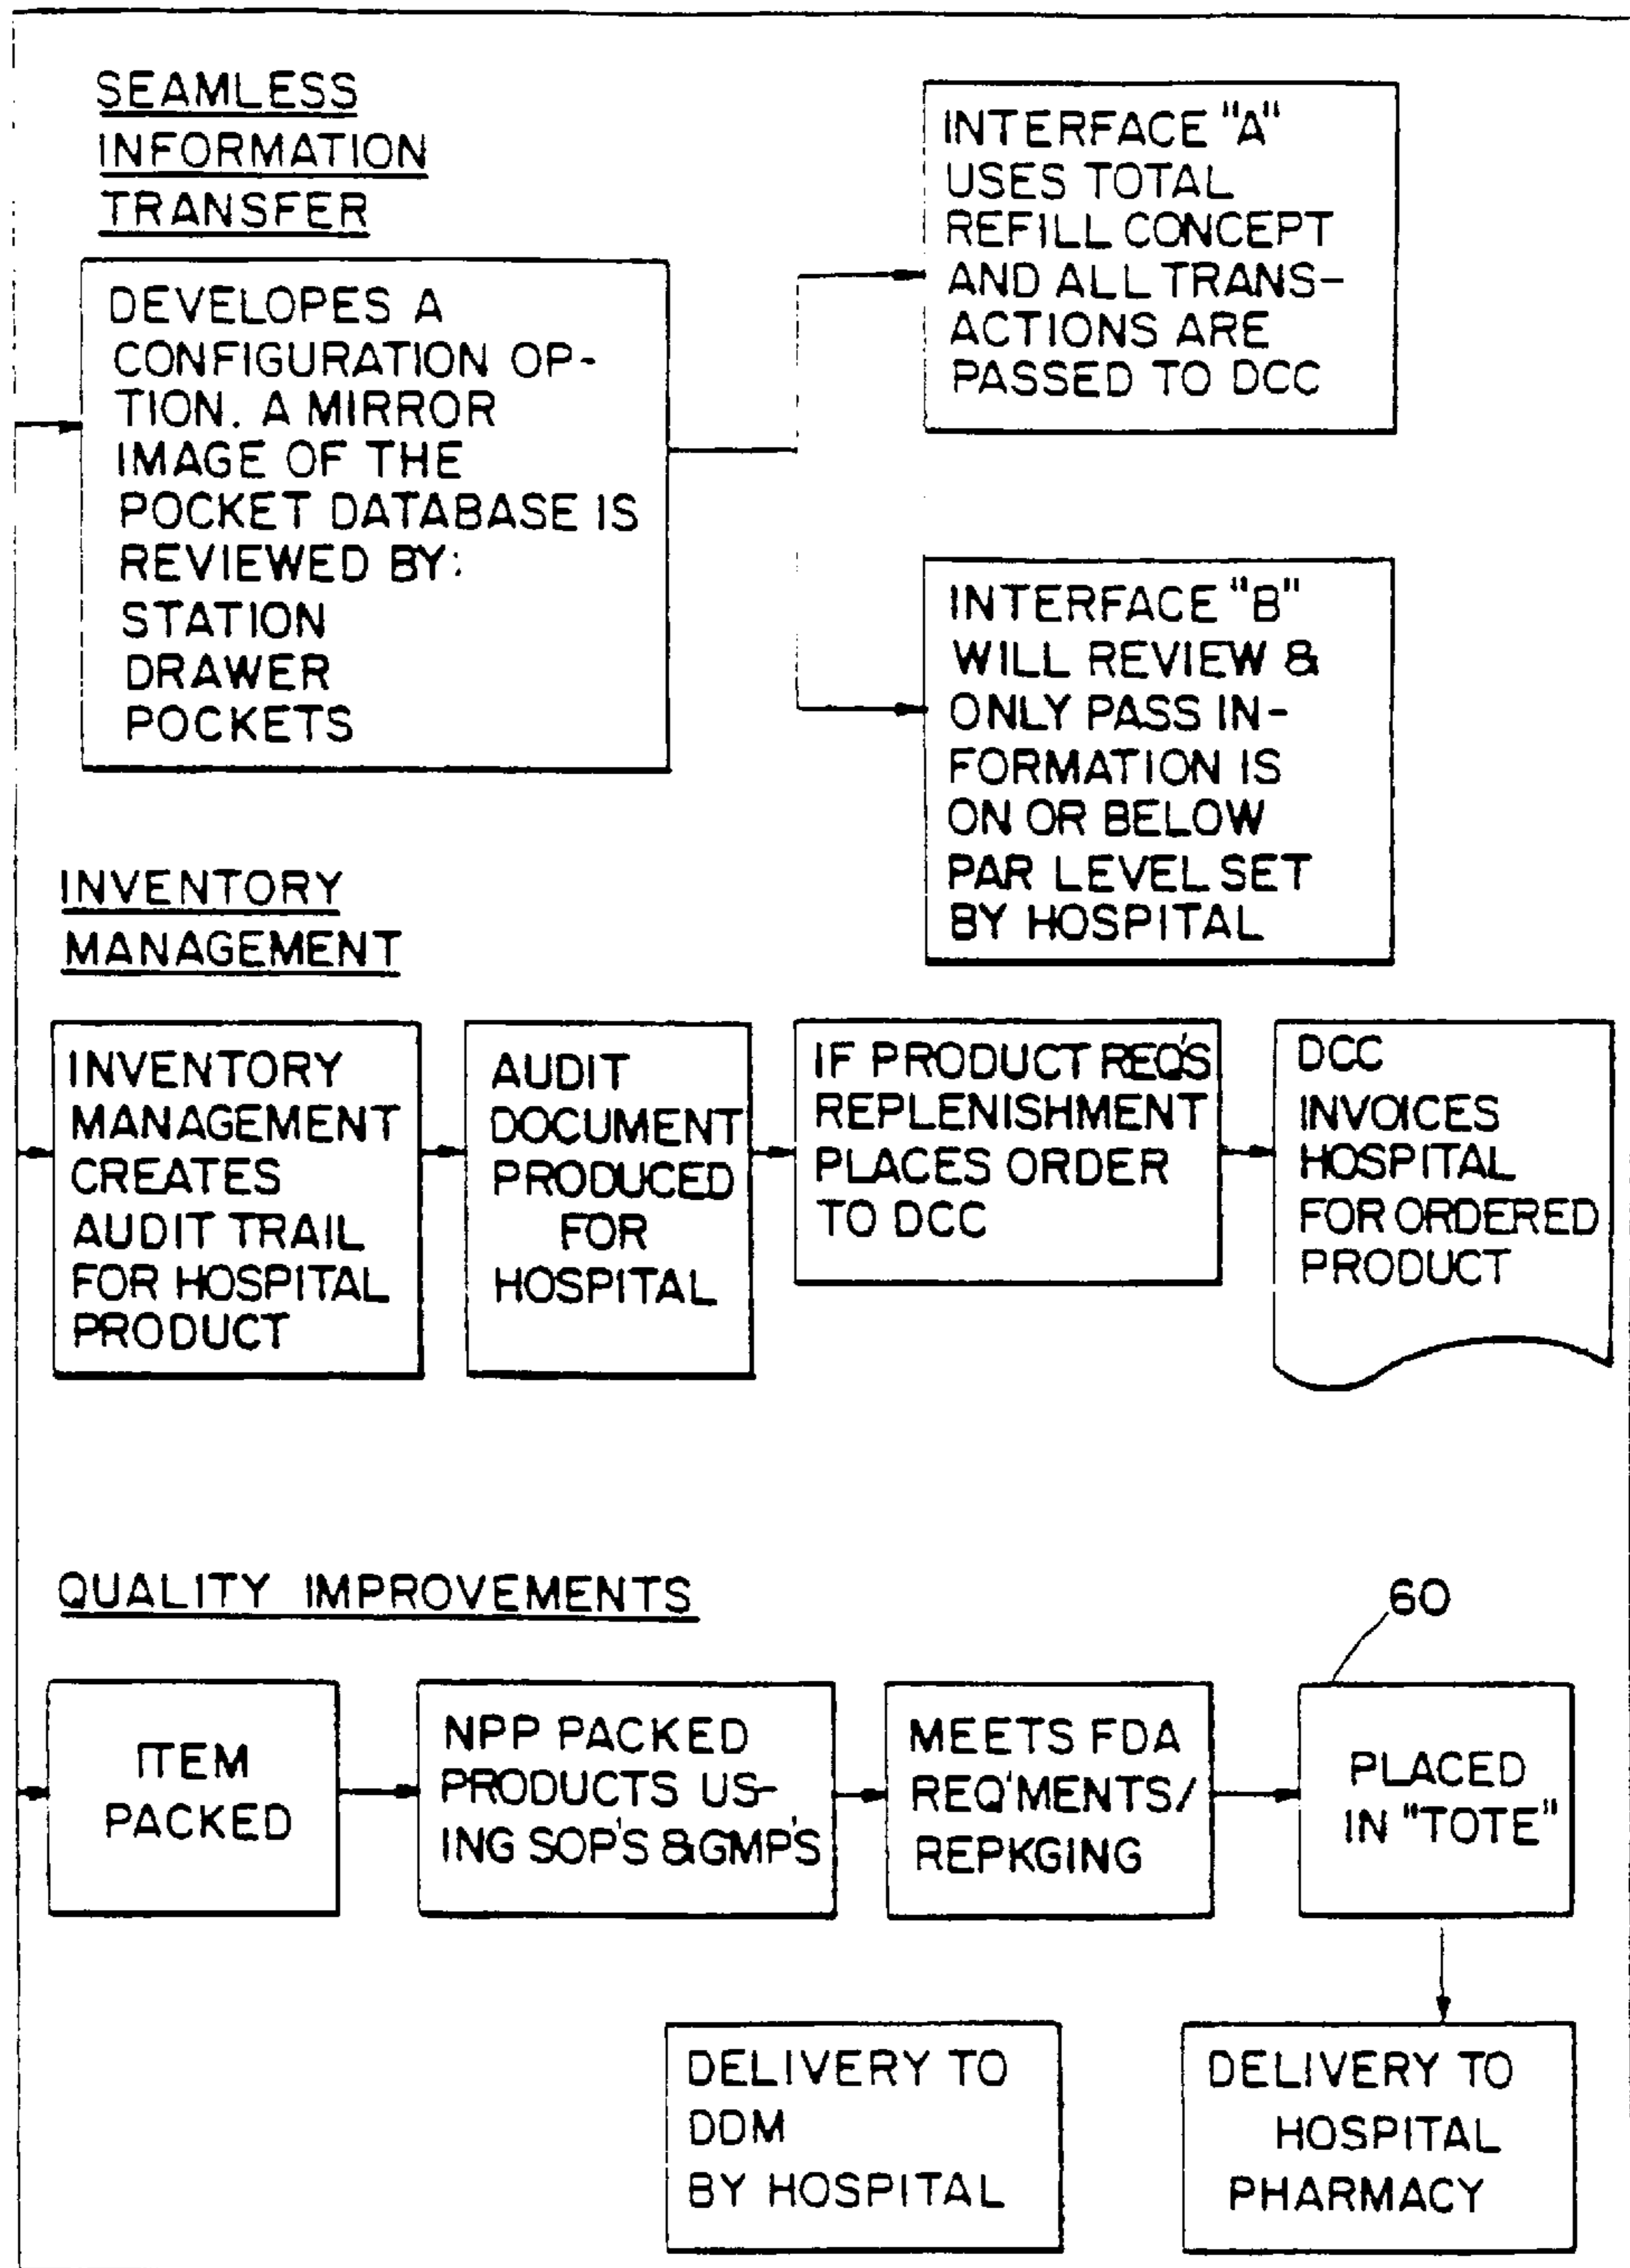 SEAMLESS
INFORMATION
TRANSFER
DEVELOPES A
CONFIGURATION OP-
TION. A MIRROR
IMAGE OF THE
POCKET DATABASE IS
REVIEWED BY:
STATION
DRAWER
POCKETS
INTERFACE "A"
USES TOTAL
REFILL CONCEPT
AND ALL TRANS-
ACTIONS ARE
PASSED TO DCC
INTERFACE "B"
WILL REVIEW &
ONLY PASS IN-
FORMATION IS
ON OR BELOW
PAR LEVEL SET
BY HOSPITAL
INVENTORY
MANAGEMENT
INVENTORY
MANAGEMENT
CREATES
AUDIT TRAIL
FOR HOSPITAL
PRODUCT
AUDIT
DOCUMENT
PRODUCED
FOR
HOSPITAL
IF PRODUCT REQ'S
REPLENISHMENT
PLACES ORDER
TO DCC
DCC
INVOICES
HOSPITAL
FOR ORDERED
PRODUCT
QUALITY IMPROVEMENTS
60
ITEM
PACKED
NPP PACKED
PRODUCTS US-
ING SOP'S & GMP'S
MEETS FDA
REQ'MENTS/
REPKGING
PLACED
IN "TOTE"
DELIVERY TO
DDM
BY HOSPITAL
DELIVERY TO
HOSPITAL
PHARMACY